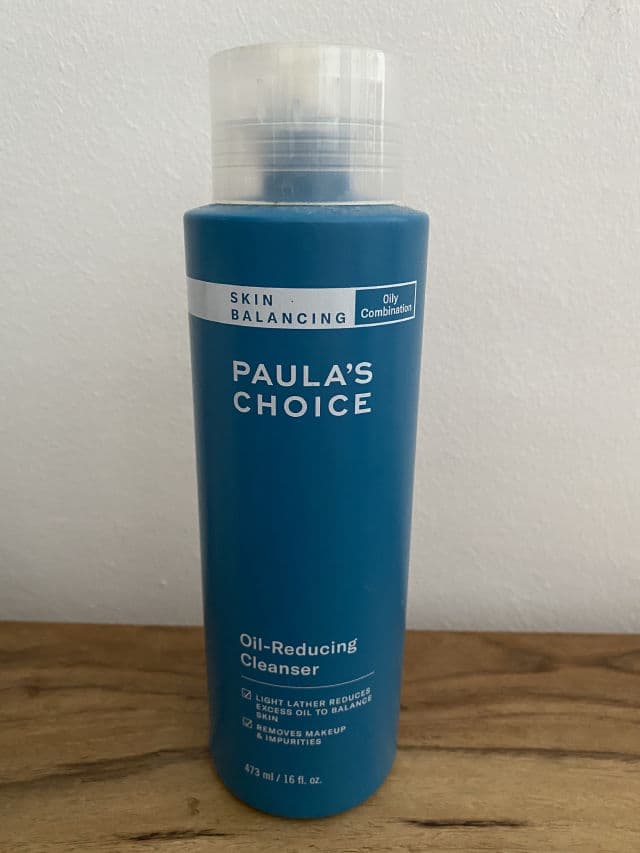 SKIN
BALANCING
Oily
Combination
PAULA'S
CHOICE
Oil-Reducing
Cleanser
LIGHT LATHER REDUCES
EXCESS OIL TO BALANCE
SKIN
REMOVES MAKEUP
& IMPURITIES
473 ml / 16 fl. oz.